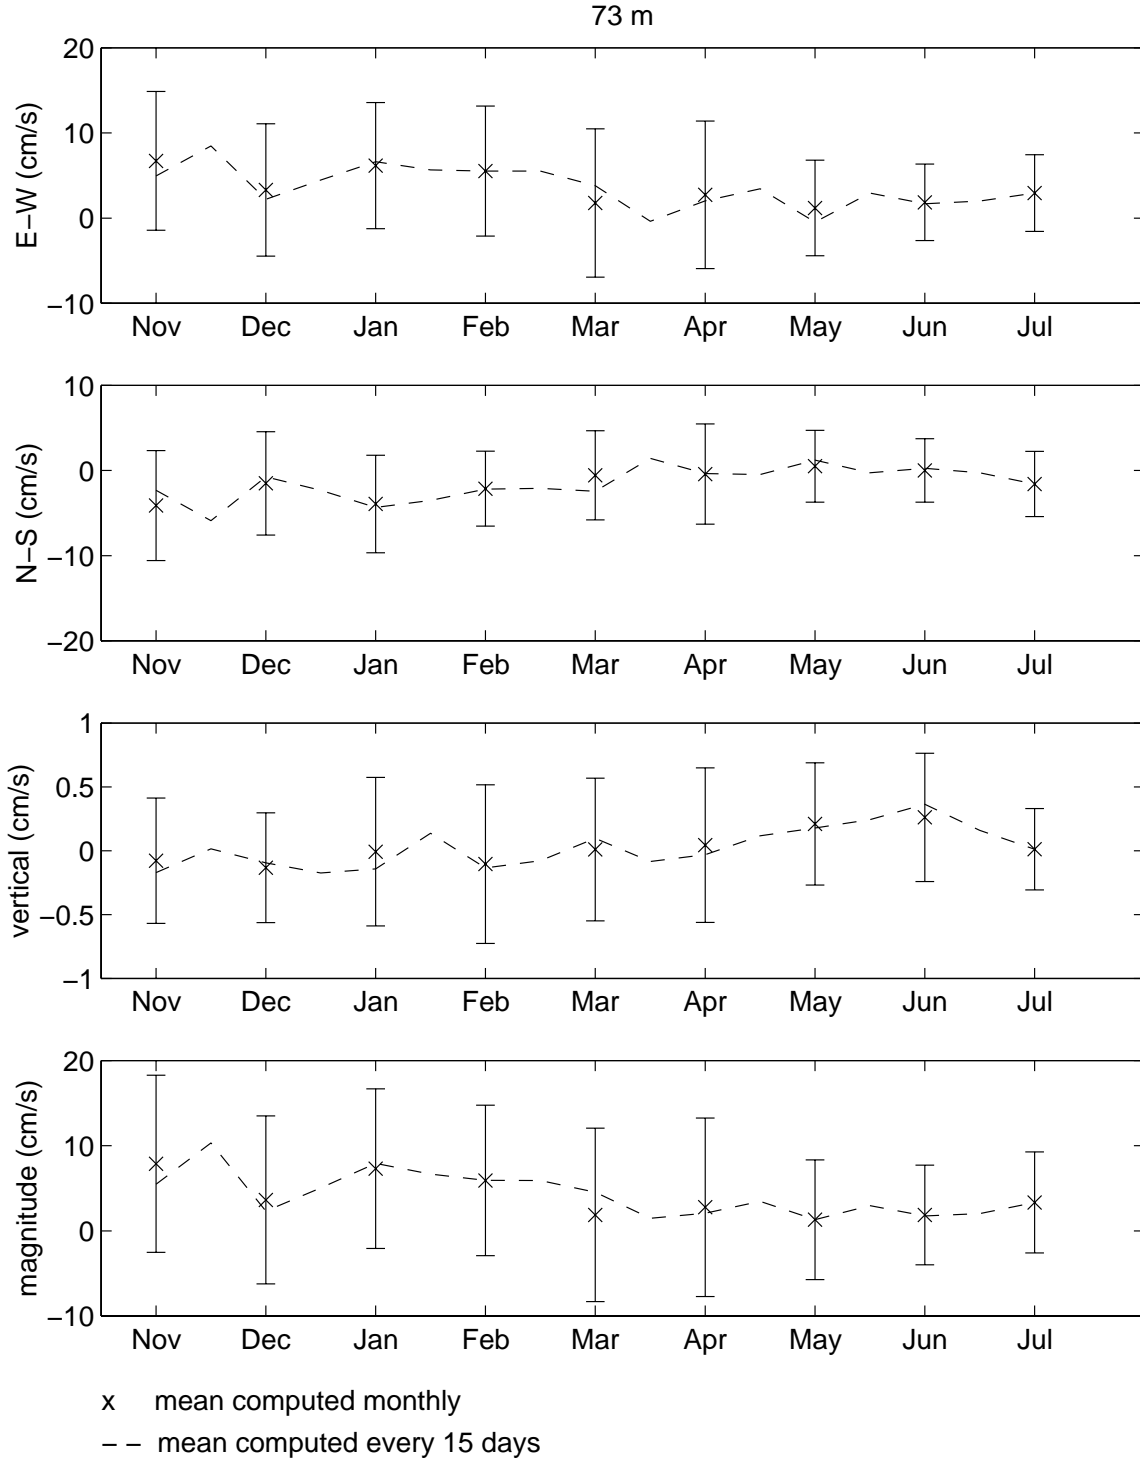 73 m
20
10
0
−10
E−W (cm/s)
Nov Dec Jan Feb Mar Apr May Jun Jul
10
0
−10
−20
N−S (cm/s)
Nov Dec Jan Feb Mar Apr May Jun Jul
1
0.5
0
−0.5
−1
vertical (cm/s)
Nov Dec Jan Feb Mar Apr May Jun Jul
20
10
0
−10
magnitude (cm/s)
Nov Dec Jan Feb Mar Apr May Jun Jul
x mean computed monthly
− − mean computed every 15 days